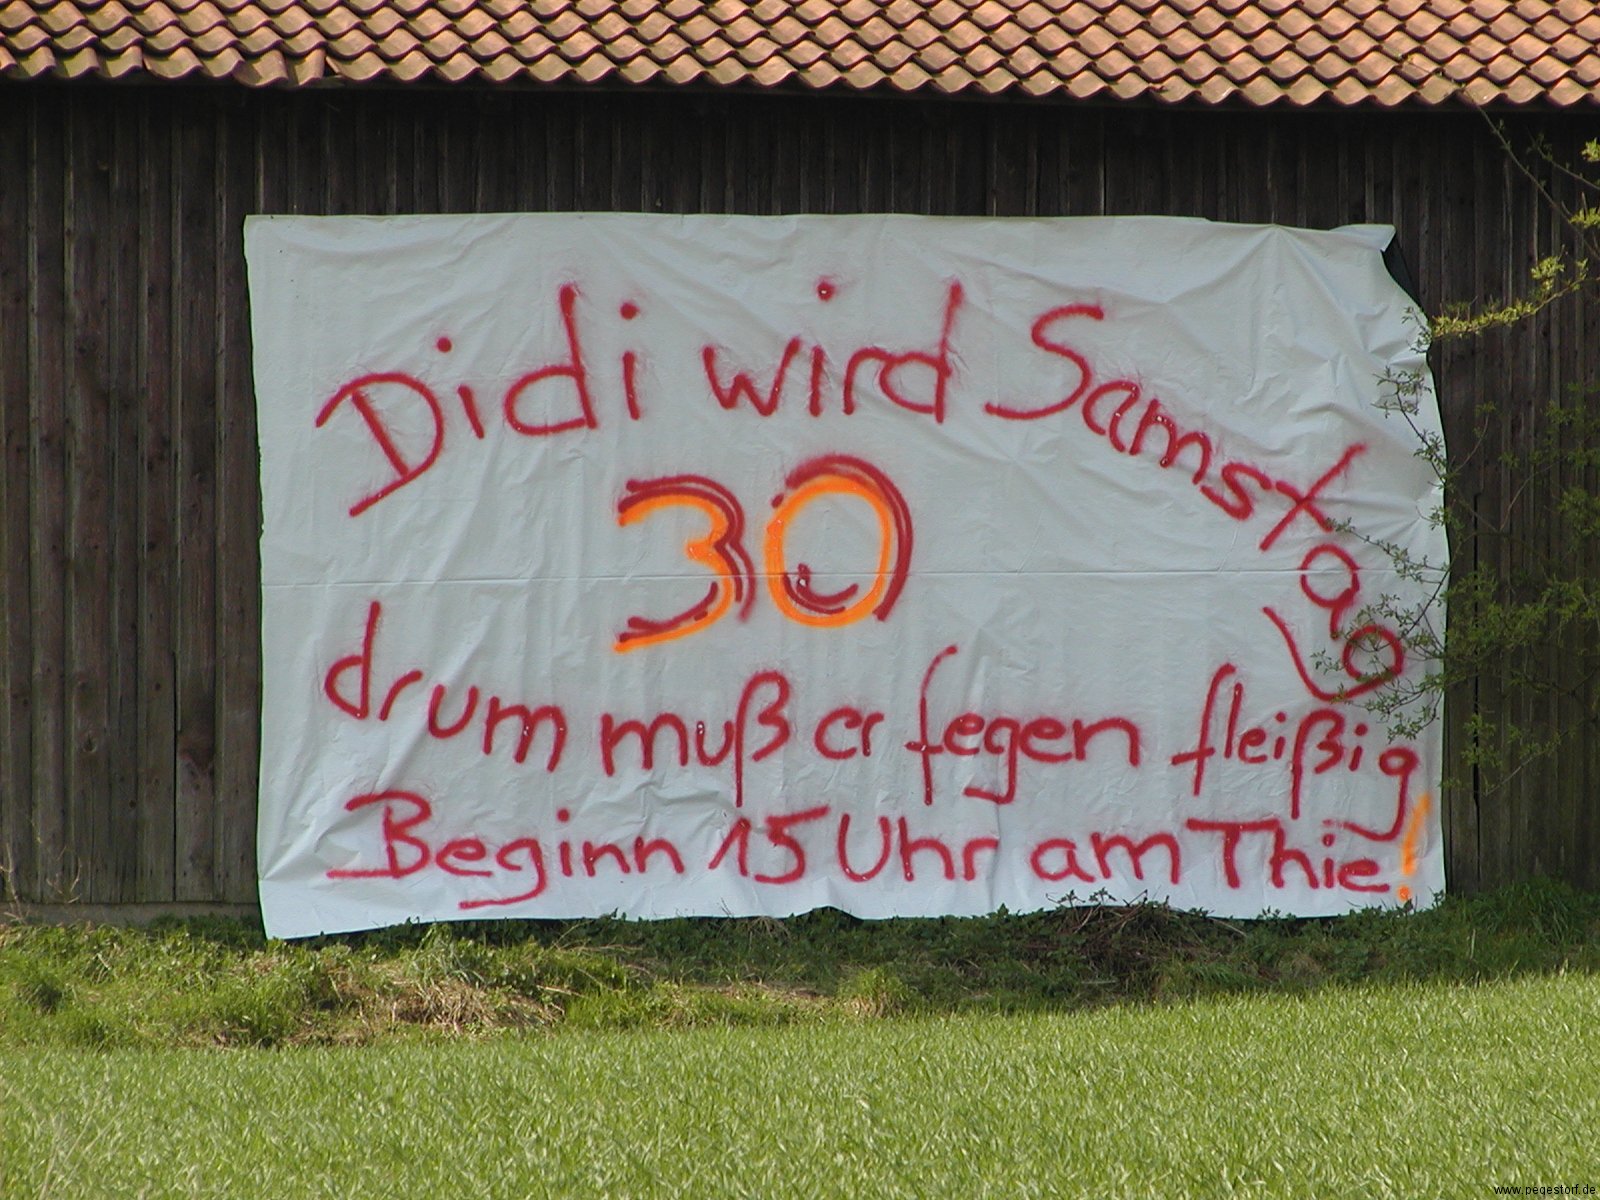 Didi wird Samstag
30
drum muß er fegen fleißig
Beginn 15 Uhr am Thie!
www.pegestorf.de